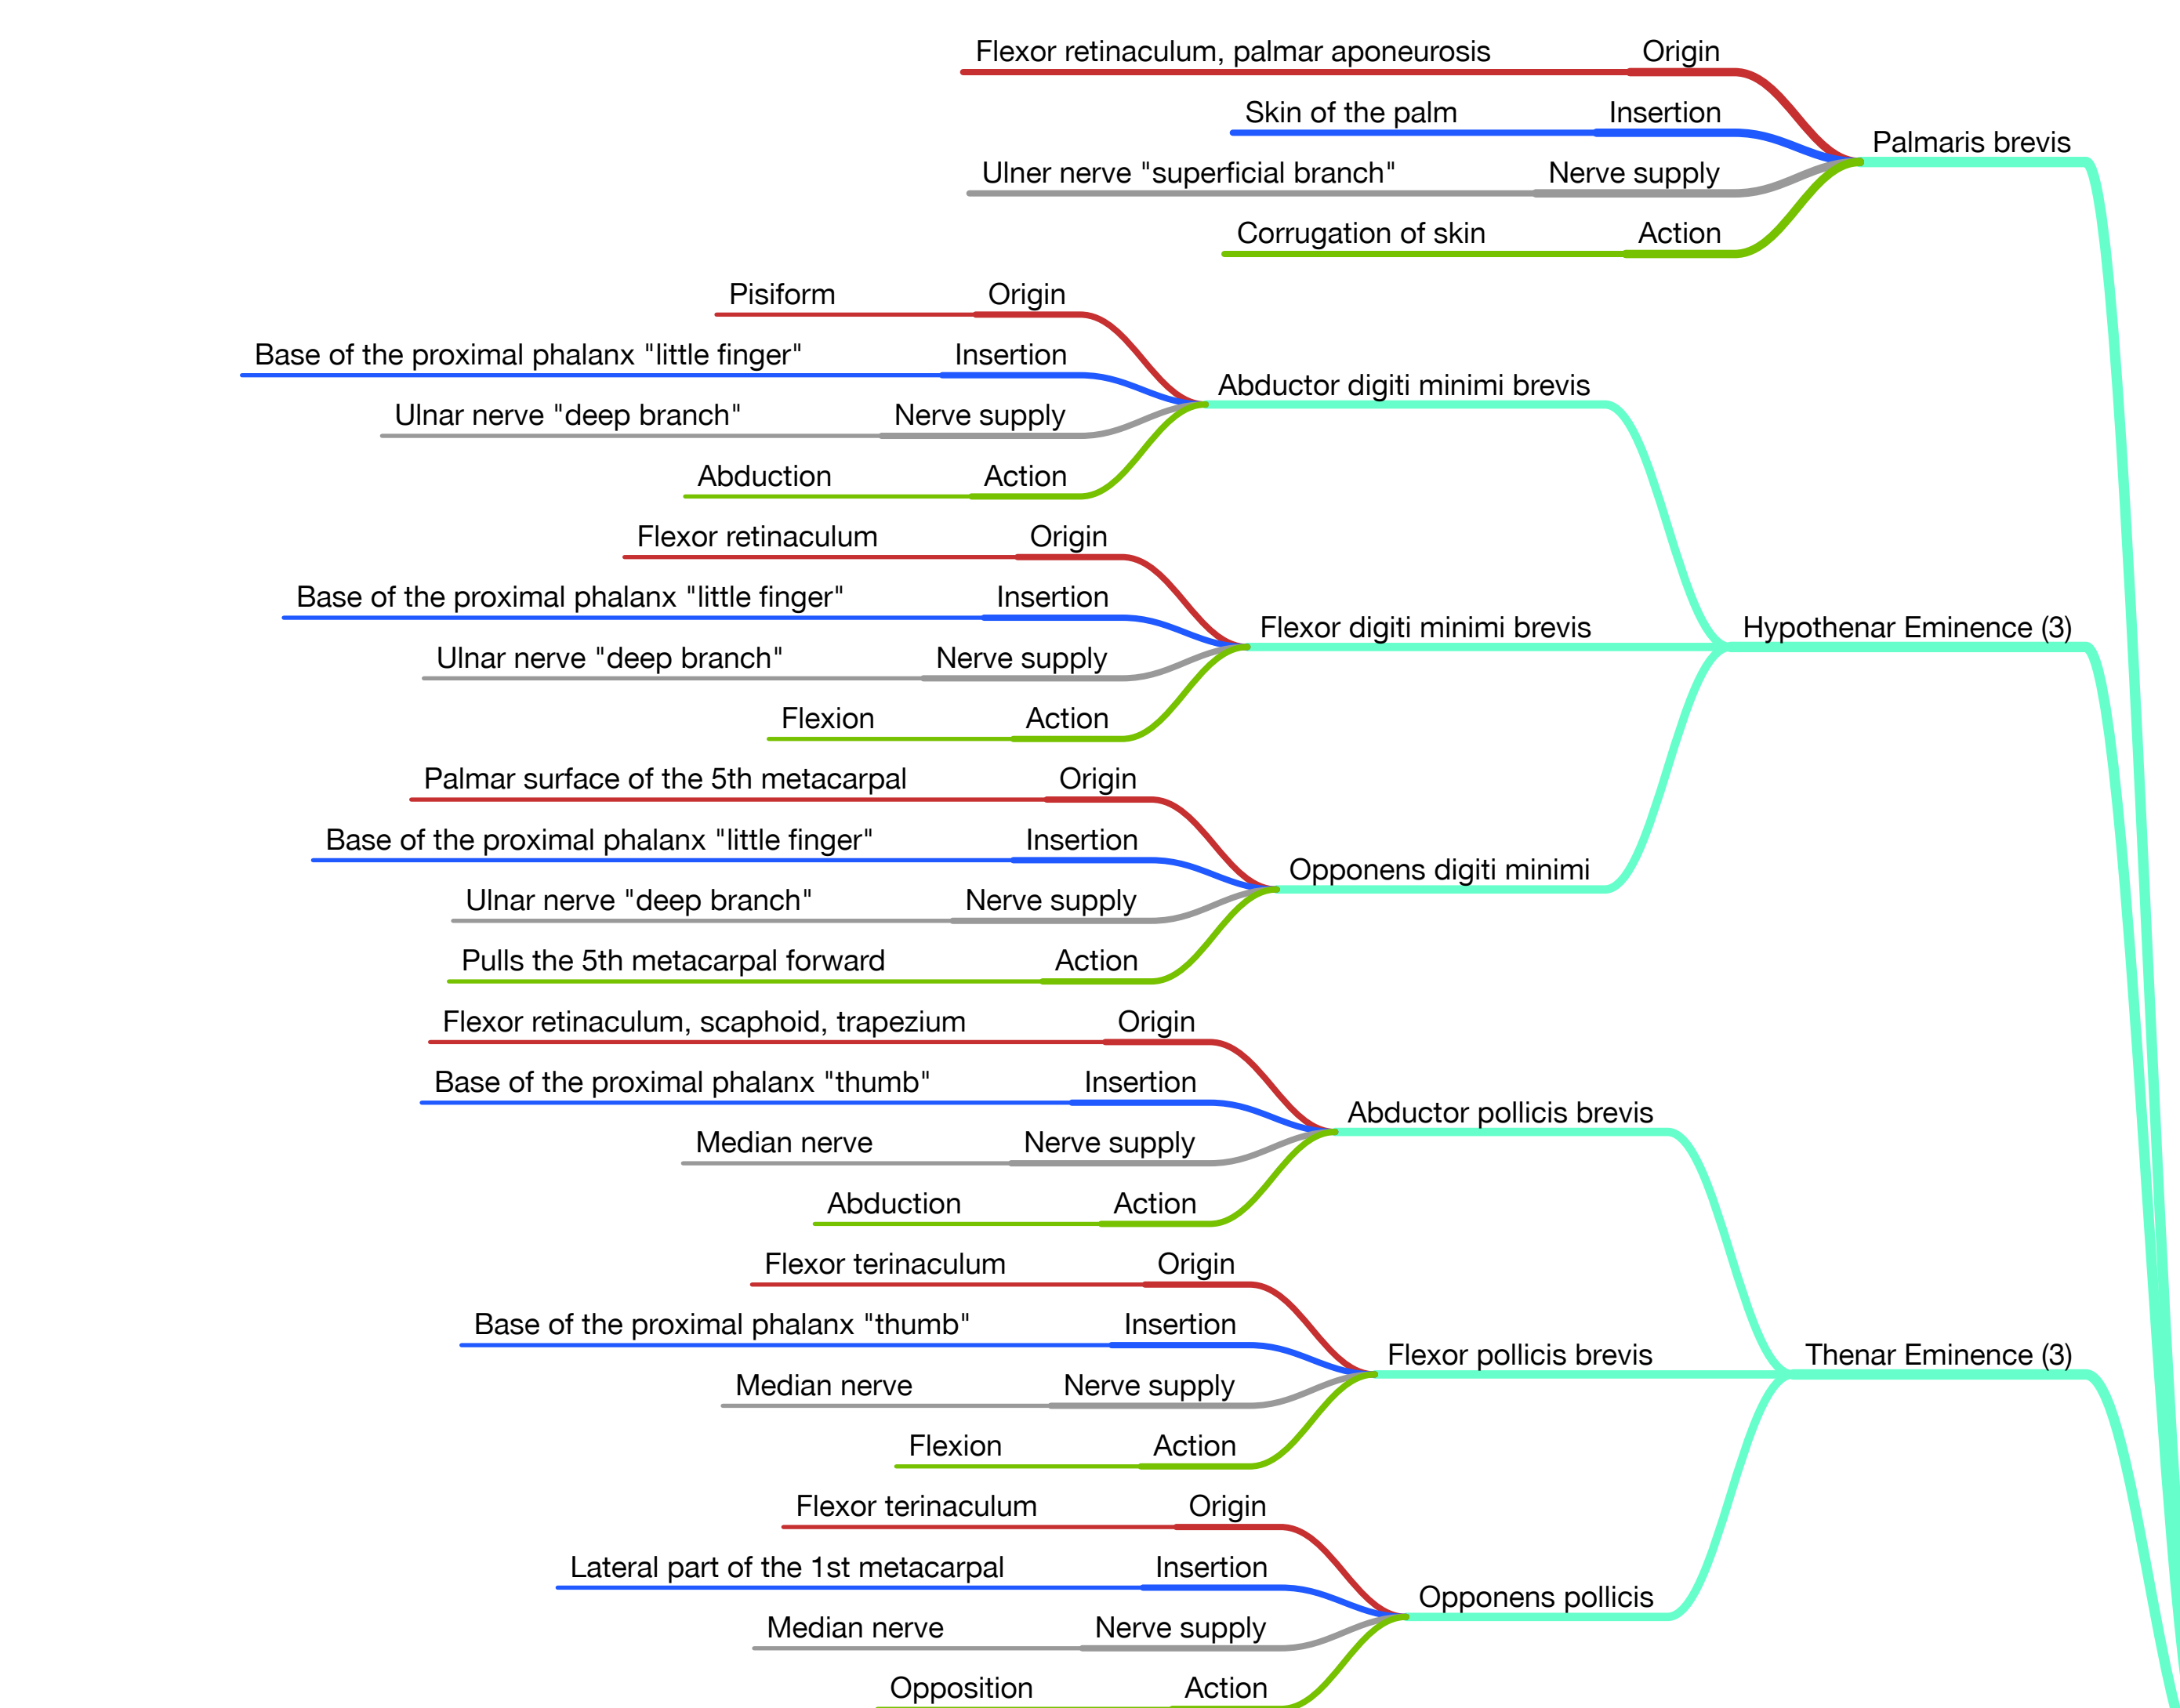 Flexor retinaculum, palmar aponeurosis Origin
Skin of the palm Insertion
Palmaris brevis
Ulner nerve "superficial branch" Nerve supply
Corrugation of skin Action
Pisiform Origin
Base of the proximal phalanx "little finger" Insertion
Abductor digiti minimi brevis
Ulnar nerve "deep branch" Nerve supply
Abduction Action
Flexor retinaculum Origin
Base of the proximal phalanx "little finger" Insertion
Flexor digiti minimi brevis Hypothenar Eminence (3)
Ulnar nerve "deep branch" Nerve supply
Flexion Action
Palmar surface of the 5th metacarpal Origin
Base of the proximal phalanx "little finger" Insertion
Opponens digiti minimi
Ulnar nerve "deep branch" Nerve supply
Pulls the 5th metacarpal forward Action
Flexor retinaculum, scaphoid, trapezium Origin
Base of the proximal phalanx "thumb" Insertion
Abductor pollicis brevis
Median nerve Nerve supply
Abduction Action
Flexor terinaculum Origin
Base of the proximal phalanx "thumb" Insertion
Flexor pollicis brevis Thenar Eminence (3)
Median nerve Nerve supply
Flexion Action
Flexor terinaculum Origin
Lateral part of the 1st metacarpal Insertion
Opponens pollicis
Median nerve Nerve supply
Opposition Action